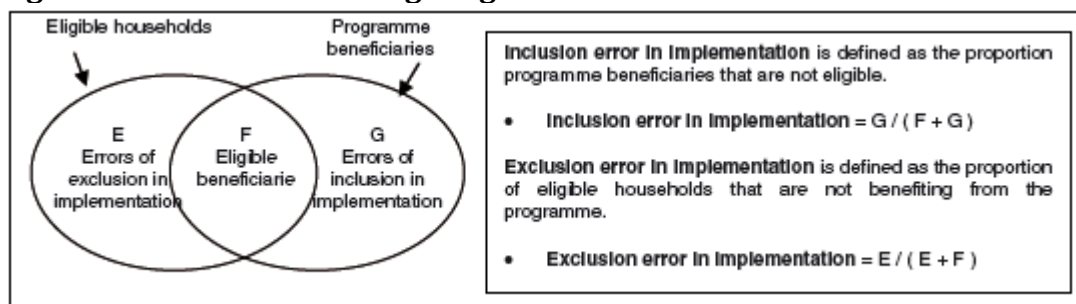 Eligible households
Programme
beneficiaries
E
Errors of
exclusion in
implementation
F
Eligible
beneficiarie
G
Errors of
inclusion in
implementation
Inclusion error in implementation is defined as the proportion
programme beneficiaries that are not eligible.
• Inclusion error in implementation = G / ( F + G )
Exclusion error in implementation is defined as the proportion
of eligible households that are not benefiting from the
programme.
• Exclusion error in implementation = E / ( E + F )